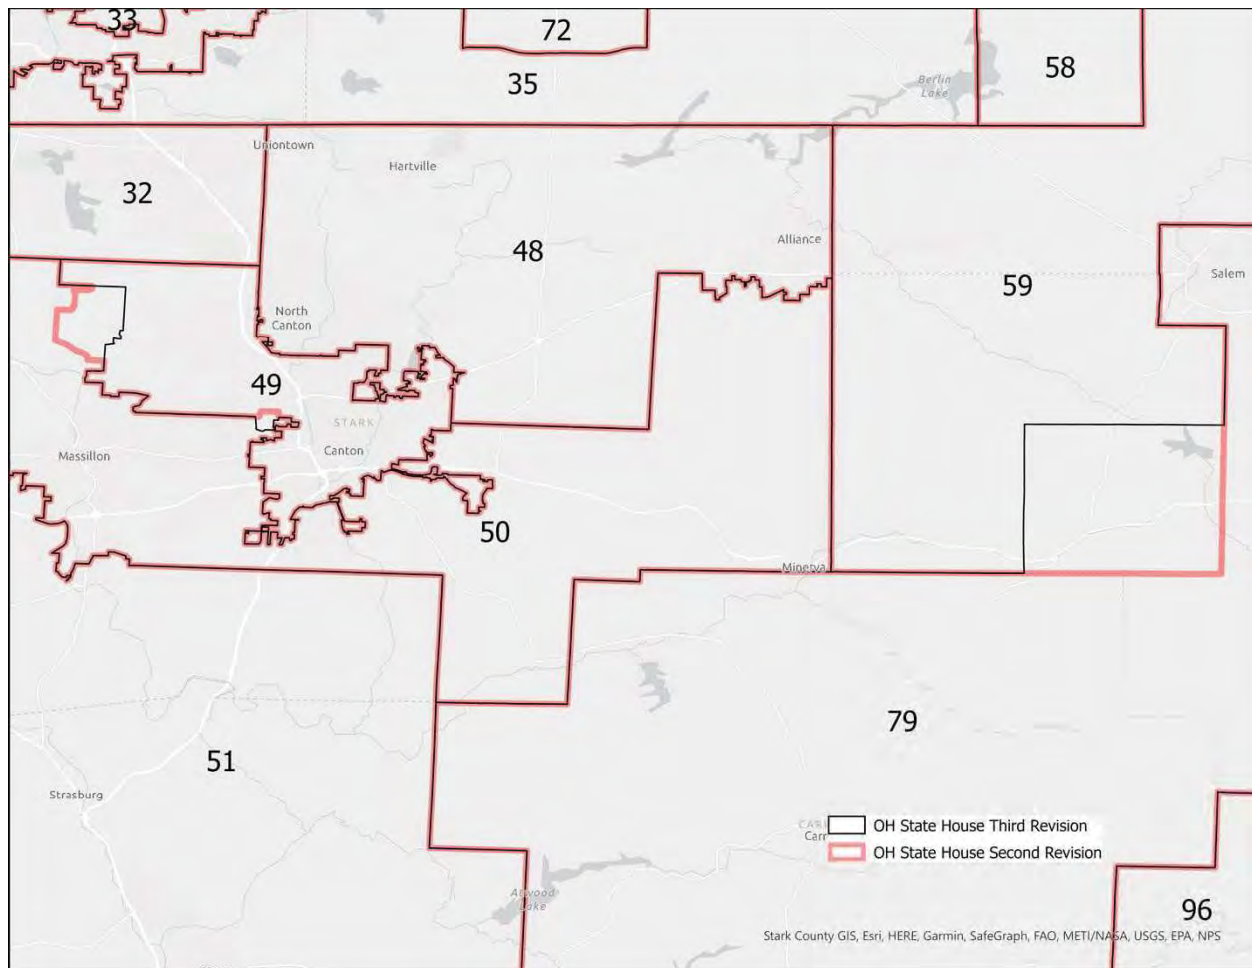 33
72
35
58
Berlin
Lake
Uniontown
Hartville
32
48
Alliance
59
Salem
North
Canton
49
STARK
Canton
Massillon
50
Minerva
79
51
Strasburg
OH State House Third Revision
Carr
OH State House Second Revision
Atwood
Lake
96
Stark County GIS, Esri, HERE, Garmin, SafeGraph, FAO, METI/NASA, USGS, EPA, NPS